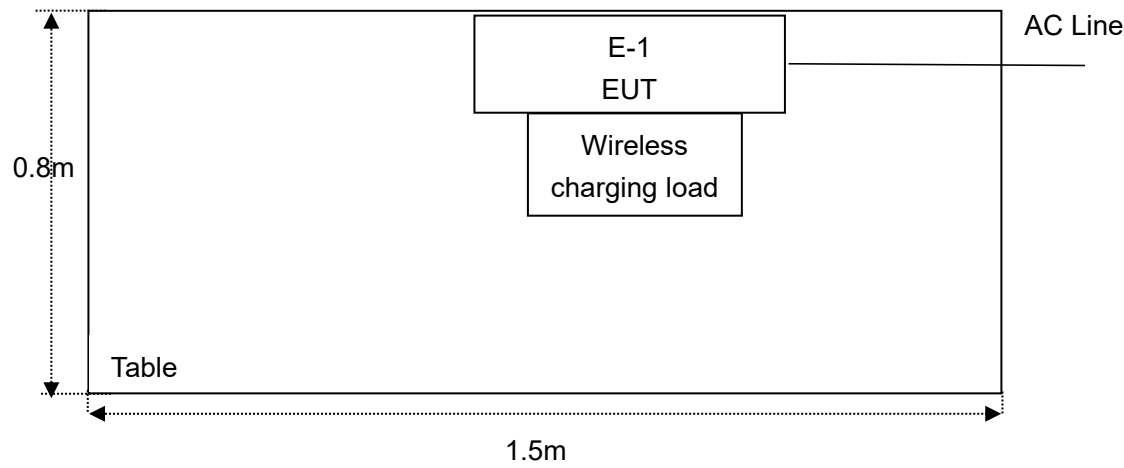 AC Line
E-1
EUT
Wireless
charging load
0.8m
Table
1.5m